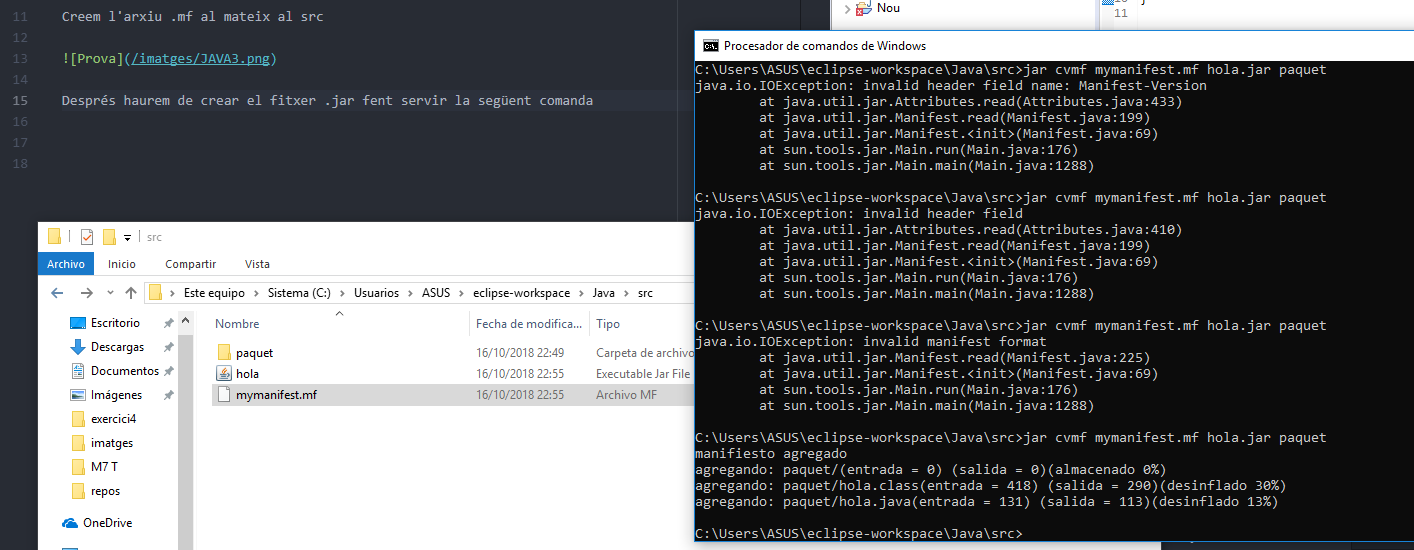 11 Creem l'arxiu .mf al mateix al src
12
13 ![Prova](/imatges/JAVA3.png)
14
15 Després haurem de crear el fitxer .jar fent servir la següent comanda
16
17
18
Nou
11
Procesador de comandos de Windows
C:\Users\ASUS\eclipse-workspace\Java\src>jar cvmf mymanifest.mf hola.jar paquet
java.io.IOException: invalid header field name: Manifest-Version
at java.util.jar.Attributes.read(Attributes.java:433)
at java.util.jar.Manifest.read(Manifest.java:199)
at java.util.jar.Manifest.<init>(Manifest.java:69)
at sun.tools.jar.Main.run(Main.java:176)
at sun.tools.jar.Main.main(Main.java:1288)
C:\Users\ASUS\eclipse-workspace\Java\src>jar cvmf mymanifest.mf hola.jar paquet
java.io.IOException: invalid header field
at java.util.jar.Attributes.read(Attributes.java:410)
at java.util.jar.Manifest.read(Manifest.java:199)
at java.util.jar.Manifest.<init>(Manifest.java:69)
at sun.tools.jar.Main.run(Main.java:176)
at sun.tools.jar.Main.main(Main.java:1288)
C:\Users\ASUS\eclipse-workspace\Java\src>jar cvmf mymanifest.mf hola.jar paquet
java.io.IOException: invalid manifest format
at java.util.jar.Manifest.read(Manifest.java:225)
at java.util.jar.Manifest.<init>(Manifest.java:69)
at sun.tools.jar.Main.run(Main.java:176)
at sun.tools.jar.Main.main(Main.java:1288)
C:\Users\ASUS\eclipse-workspace\Java\src>jar cvmf mymanifest.mf hola.jar paquet
manifiesto agregado
agregando: paquet/(entrada = 0) (salida = 0)(almacenado 0%)
agregando: paquet/hola.class(entrada = 418) (salida = 290)(desinflado 30%)
agregando: paquet/hola.java(entrada = 131) (salida = 113)(desinflado 13%)
C:\Users\ASUS\eclipse-workspace\Java\src>
src
Archivo Inicio Compartir Vista
Este equipo > Sistema (C:) > Usuarios > ASUS > eclipse-workspace > Java > src
Nombre Fecha de modifica... Tipo
Escritorio
Descargas
Documentos
Imágenes
exercici4
imatges
M7 T
repos
OneDrive
paquet 16/10/2018 22:49 Carpeta de archivo
hola 16/10/2018 22:55 Executable Jar File
mymanifest.mf 16/10/2018 22:55 Archivo MF